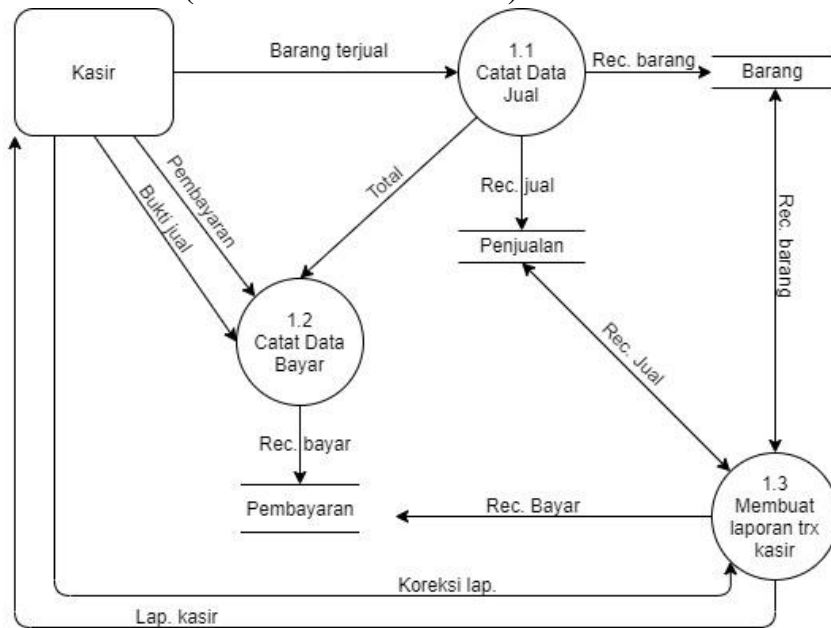 Kasir
Barang terjual
1.1
Catat Data
Jual
Rec. barang
Barang
Pembayaran
Bukti jual
Total
Rec. jual
Penjualan
Rec. barang
1.2
Catat Data
Bayar
Rec. Jual
Rec. bayar
Pembayaran
Rec. Bayar
1.3
Membuat
laporan trx
kasir
Koreksi lap.
Lap. kasir